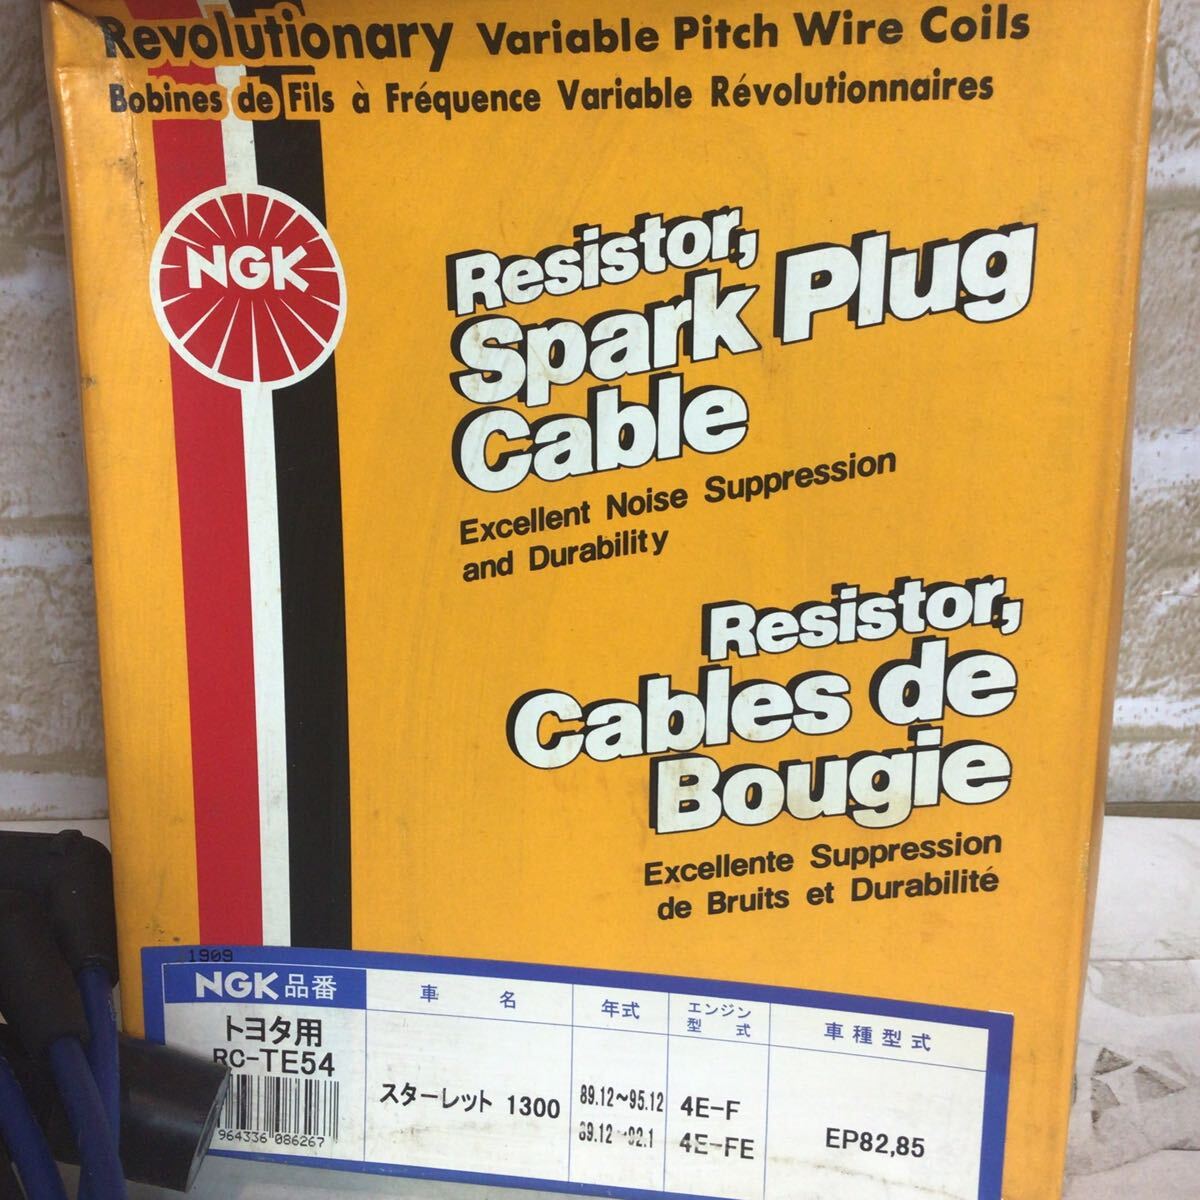 Revolutionary Variable Pitch Wire Coils
Bobines de Fils à Fréquence Variable Révolutionnaires
NGK
Resistor,
Spark Plug
Cable
Excellent Noise Suppression
and Durability
Resistor,
Cables de
Bougie
Excellente Suppression
de Bruits et Durabilité
1909
NGK品番 車名 年式 エンジン型式 車種型式
トヨタ用
RC-TE54
スターレット 1300 89.12~95.12 4E-F
89.12~92.1 4E-FE EP82,85
964336 086267